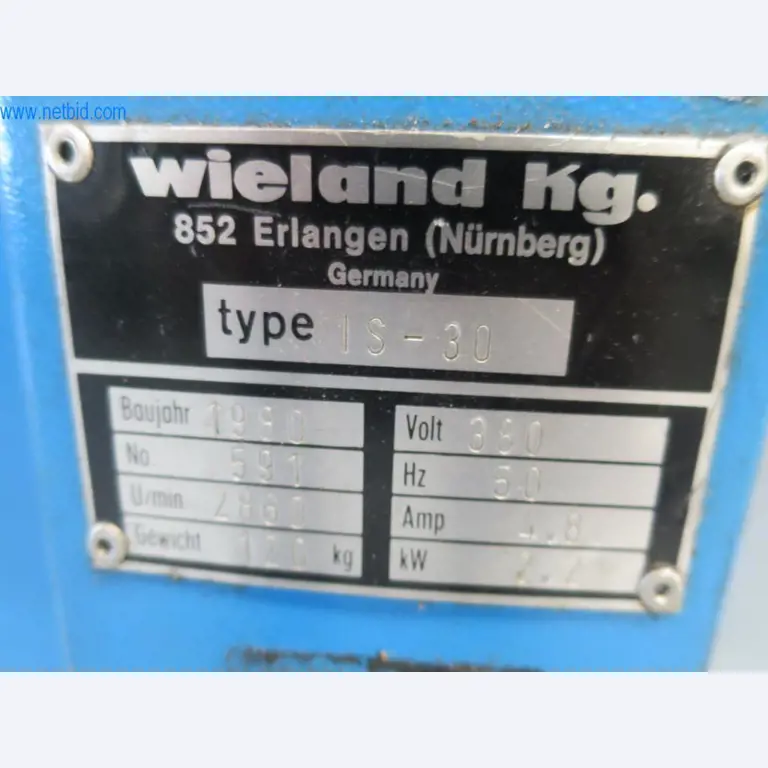 www.netbid.com
wieland Kg.
852 Erlangen (Nürnberg)
Germany
type IS-30
Baujahr 1990
No. 591
U/min 2860
Gewicht kg
Volt 380
Hz 50
Amp 4.8
kW 2.2